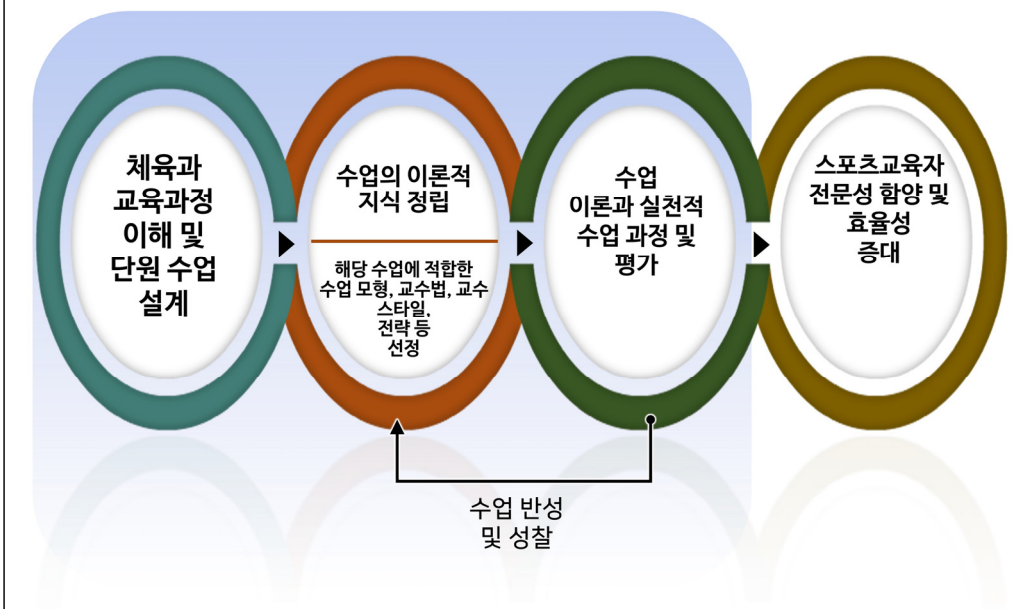 체육과
교육과정
이해 및
단원 수업
설계
수업의 이론적
지식 정립
해당 수업에 적합한
수업 모형, 교수법, 교수
스타일,
전략 등
선정
수업
이론과 실천적
수업 과정 및
평가
스포츠교육자
전문성 함양 및
효율성
증대
수업 반성
및 성찰